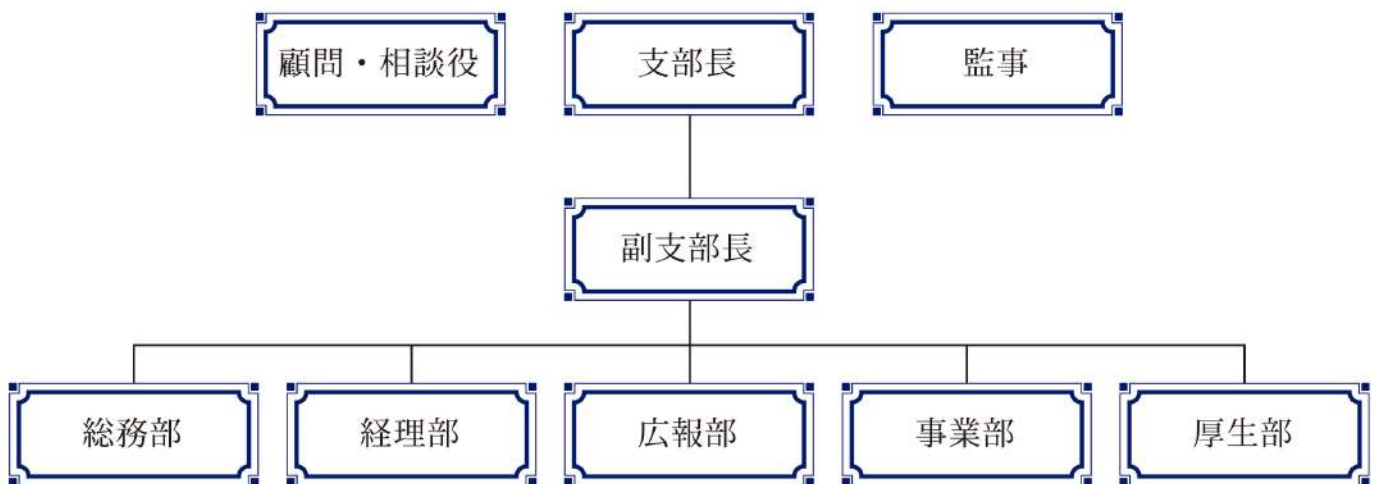 顧問・相談役
支部長
監事
副支部長
総務部
経理部
広報部
事業部
厚生部